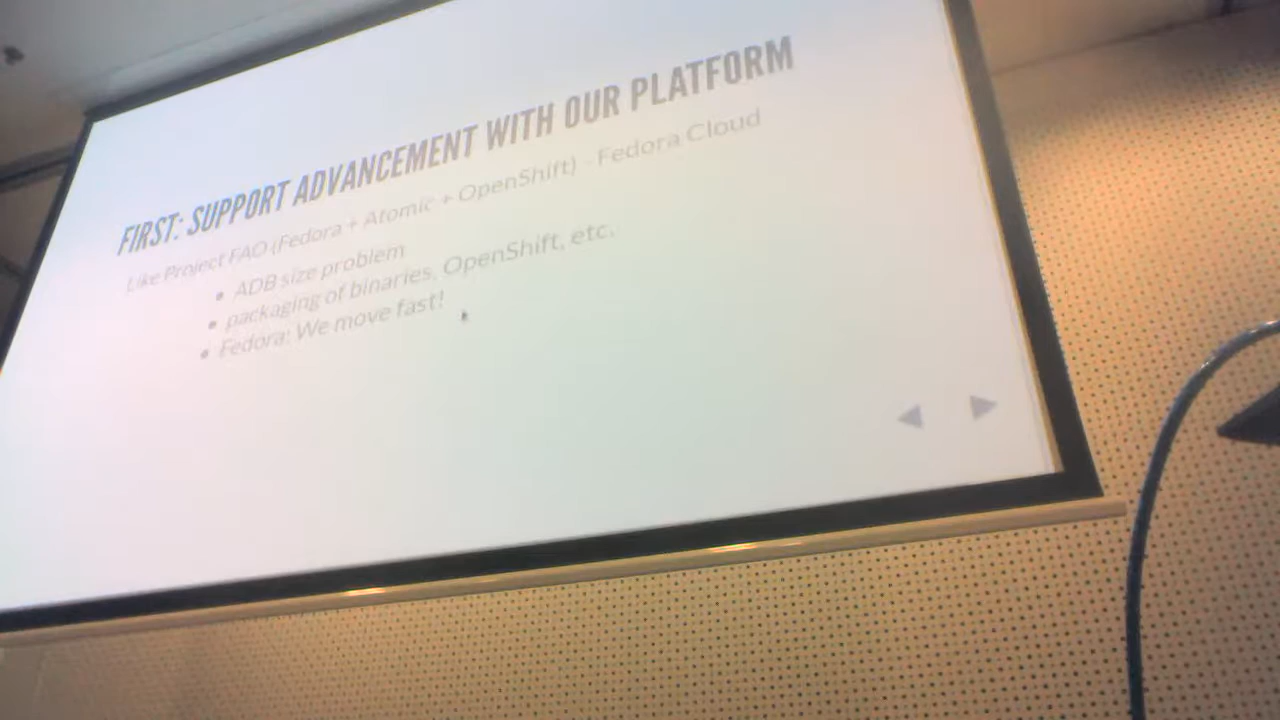 FIRST: SUPPORT ADVANCEMENT WITH OUR PLATFORM
Like Project FAO (Fedora + Atomic + OpenShift) - Fedora Cloud
• ADB size problem
• packaging of binaries, OpenShift, etc.
• Fedora: We move fast!